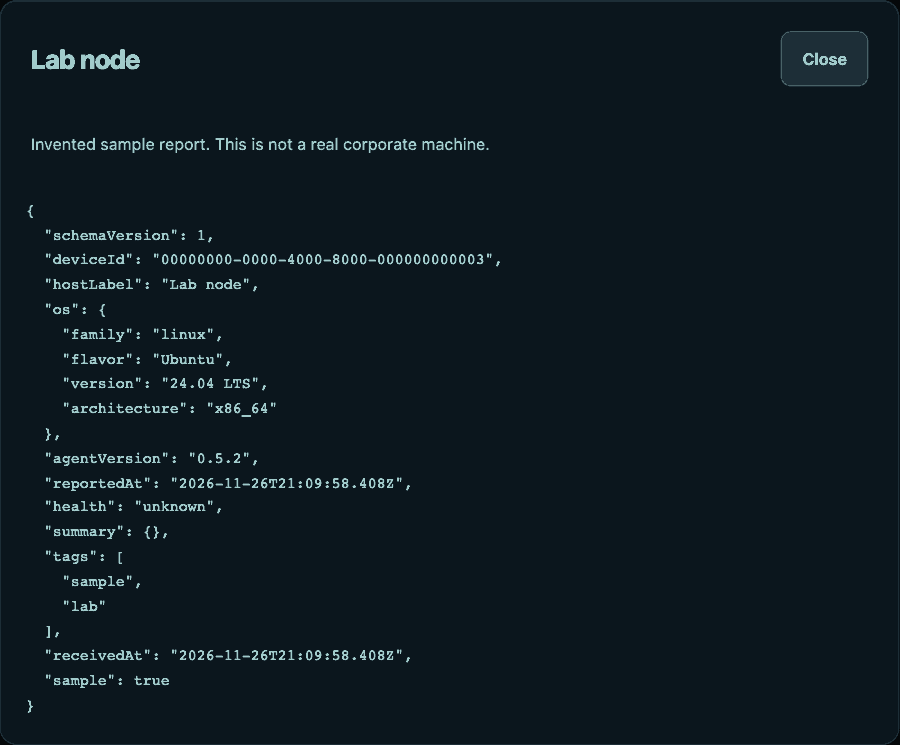 Lab node
Close
Invented sample report. This is not a real corporate machine.
{
  "schemaVersion": 1,
  "deviceId": "00000000-0000-4000-8000-000000000003",
  "hostLabel": "Lab node",
  "os": {
    "family": "linux",
    "flavor": "Ubuntu",
    "version": "24.04 LTS",
    "architecture": "x86_64"
  },
  "agentVersion": "0.5.2",
  "reportedAt": "2026-11-26T21:09:58.408Z",
  "health": "unknown",
  "summary": {},
  "tags": [
    "sample",
    "lab"
  ],
  "receivedAt": "2026-11-26T21:09:58.408Z",
  "sample": true
}